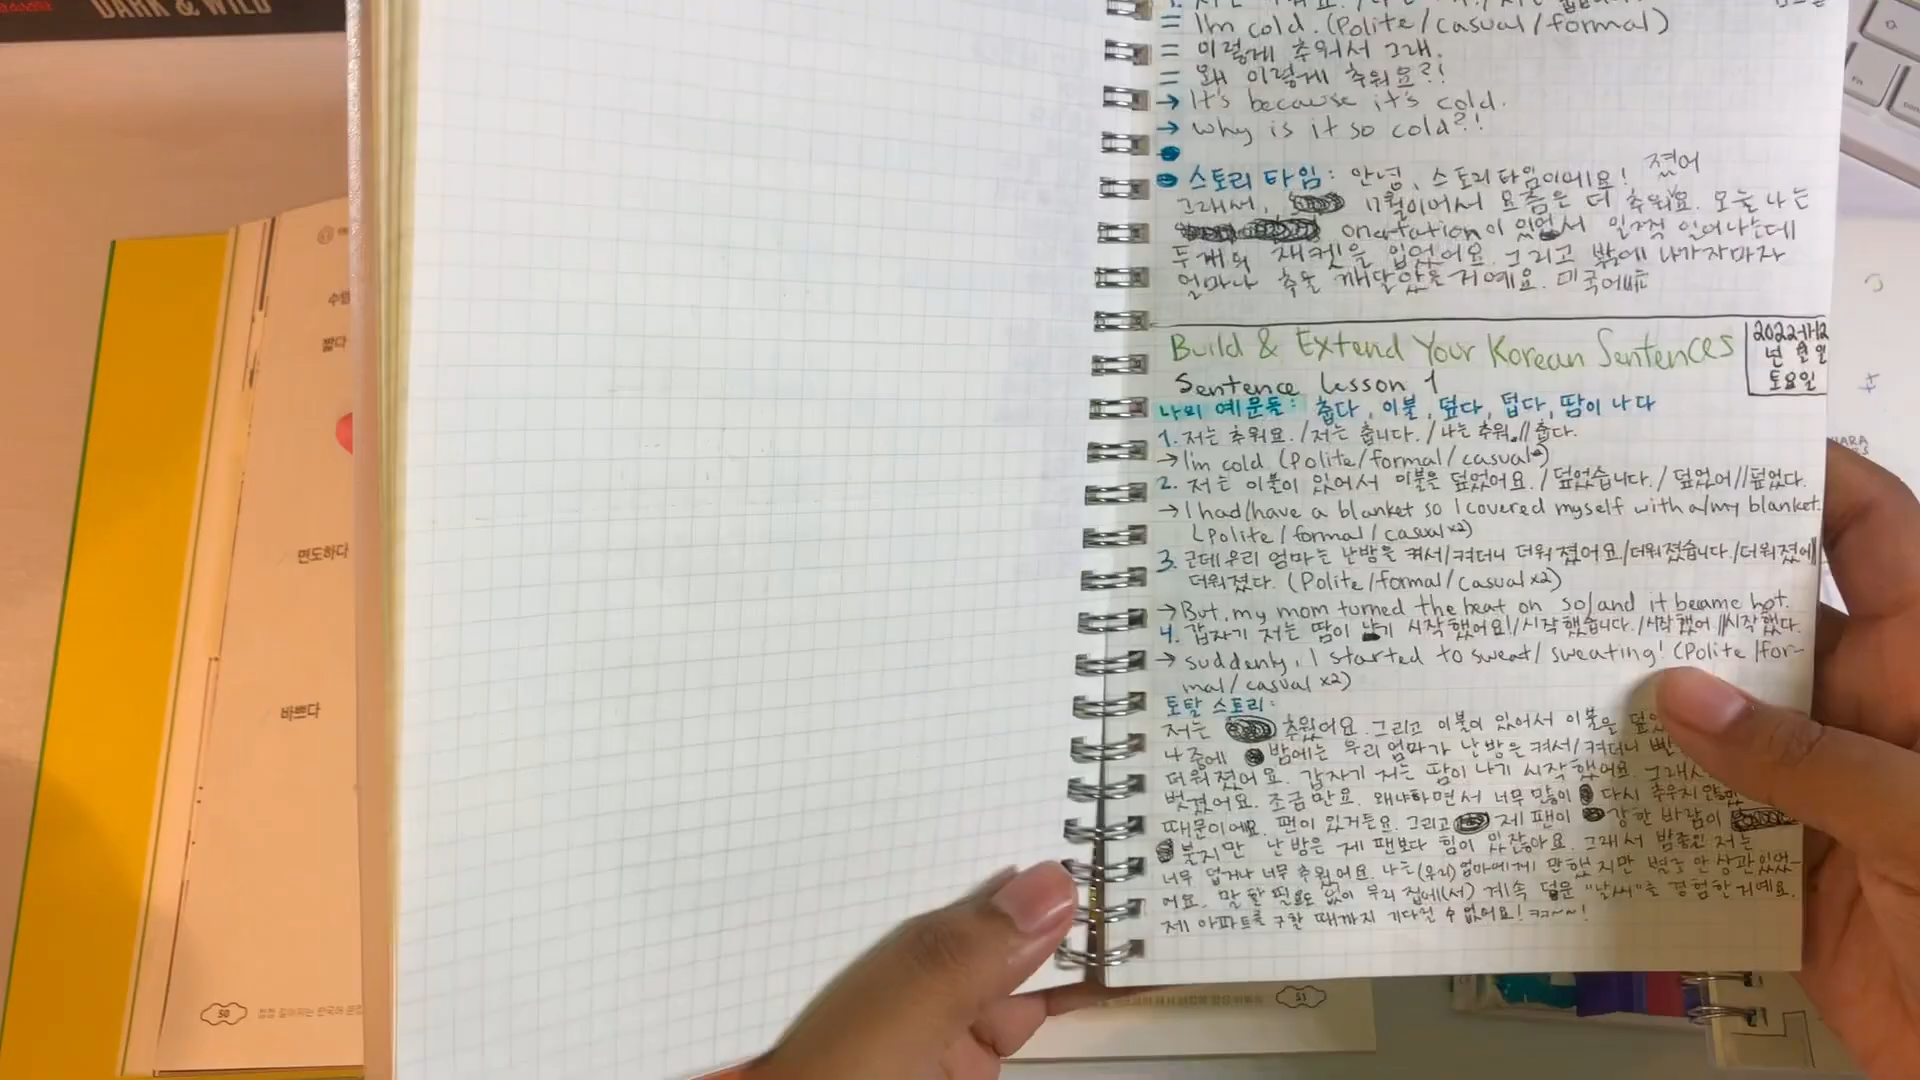 DARK & WILD
= I'm cold. (Polite/casual/formal)
= 이렇게 추워서 그래.
= 왜 이렇게 추워요?!
→ It's because it's cold.
→ why is it so cold?!
스토리 타임: 안녕, 스토리 타임이에요! 졌어
그래서, 11월이어서 요즘은 더 추워요. 오늘 나는
onertation이 있었서 일찍 일어나는데
두 개의 재켓을 입었어요. 그리고 밖에 나가자마자
얼마나 추운 깨달았을 거예요. 미국에
Build & Extend Your Korean Sentences
2022-11-12
년 월 일
토요일
Sentence lesson 1
나의 예문들: 춥다, 이불, 덮다, 덥다, 땀이 나다
1. 저는 추워요./저는 춥니다./나는 추워.//춥다.
→ I'm cold (Polite/formal/casual)
2. 저는 이불이 있어서 이불은 덮었어요./덮었습니다./덮었어//덮었다.
→ I had/have a blanket so I covered myself with a/my blanket.
(Polite/formal/casual x2)
3. 근데 우리 엄마는 난방을 켜서/켜더니 더워졌어요/더워졌습니다./더워졌어//
더워졌다. (Polite/formal/casual x2)
→ But, my mom turned the heat on so/and it became hot.
4. 갑자기 저는 땀이 나기 시작했어요!/시작했습니다./시작했어//시작했다.
→ suddenly, I started to sweat/sweating! (Polite/for-
mal/casual x2)
토탈 스토리:
저는 추웠어요. 그리고 이불이 있어서 이불을
나중에 밤에는 우리 엄마가 난방을 켜서/켜더니
더워졌어요. 갑자기 저는 땀이 나기 시작했어요.
벗겼어요. 조금만요. 왜냐하면서 너무 많이 다시 추우지
때문이에요. 팬이 있거든요. 그리고 제 팬이 강한 바람이
불지만 난방은 제 팬보다 힘이 있잖아요. 그래서 밤중인 저는
너무 덥거나 너무 추웠어요. 나는 (우리) 엄마에게 말했지만 별로 안 상관있었-
어요. 말할 필요도 없이 우리 집에(서) 계속 "날씨"를 경험한 거예요.
제 아파트를 구할 때까지 기다릴 수 없어요! ㅋㅋ~~!
면도하다
바쁘다
50
51